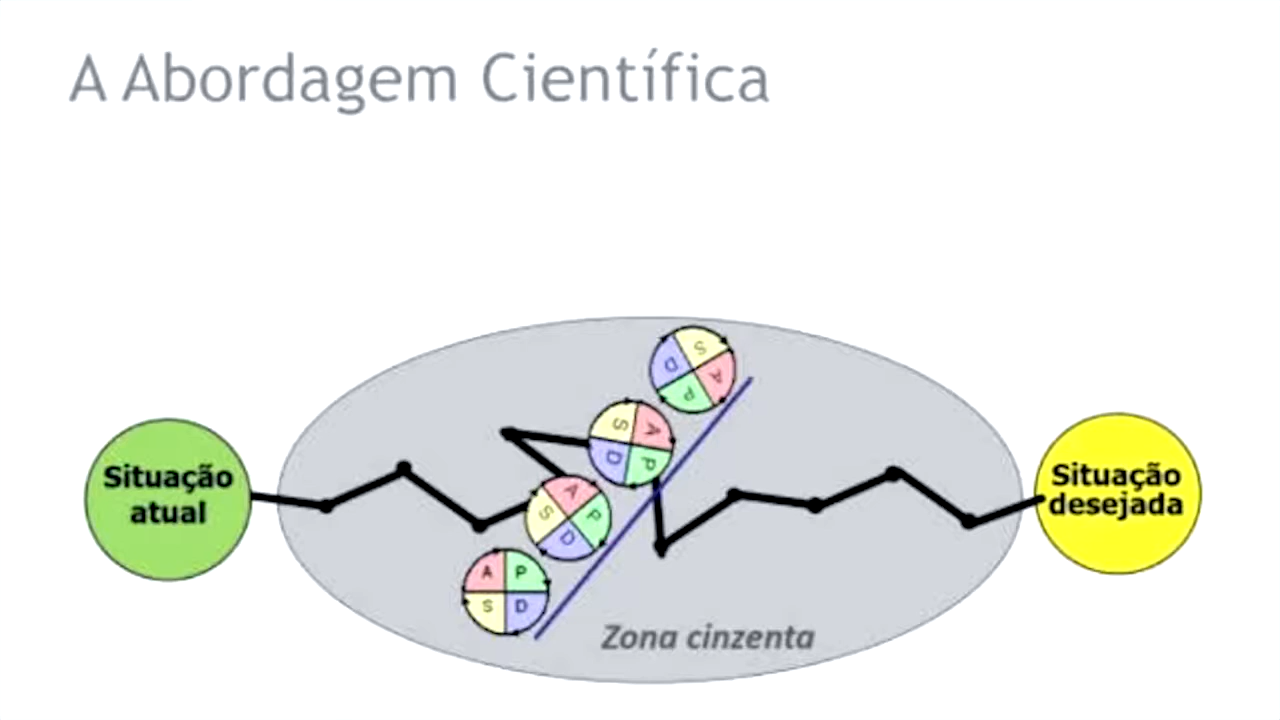 A Abordagem Científica
S
D
A
P
S
A
D
P
A
S
P
D
Situação
atual
Situação
desejada
A
P
S
D
Zona cinzenta